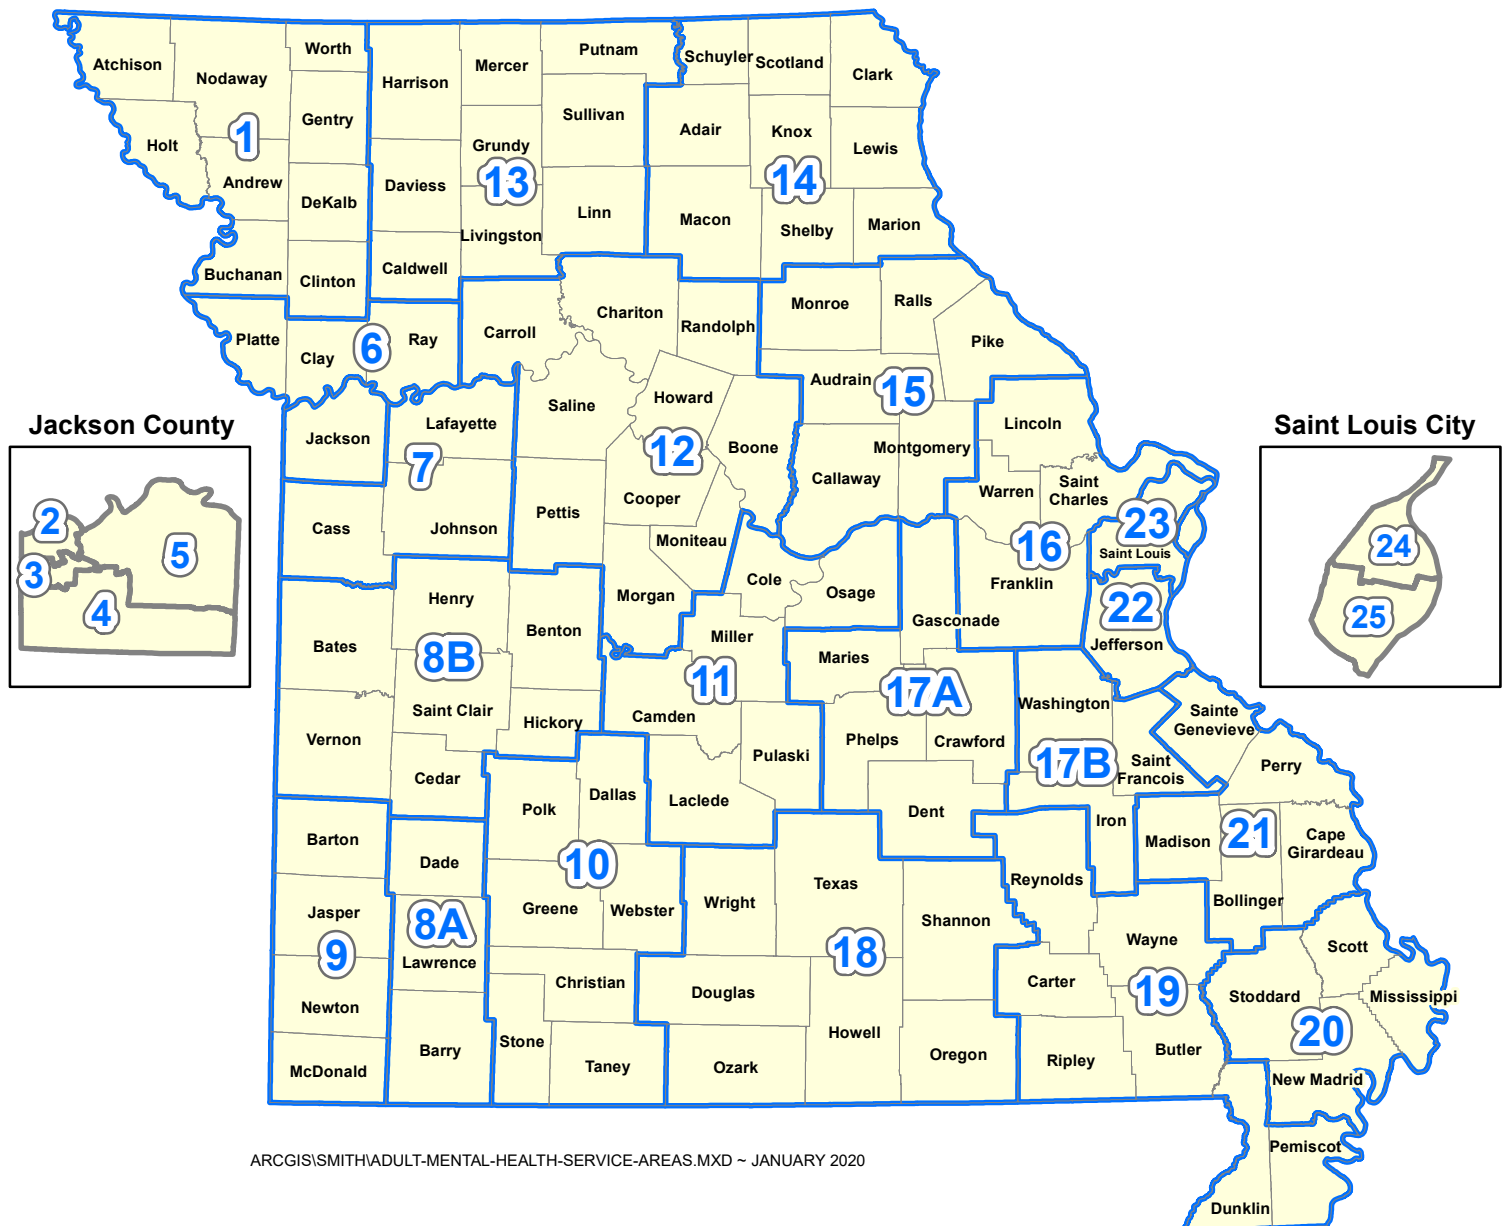 Worth
Putnam
Atchison
Nodaway
Harrison
Mercer
Schuyler
Scotland
Clark
Gentry
Sullivan
Adair
Knox
Holt
1
Grundy
Lewis
Andrew
DeKalb
Daviess
13
14
Linn
Macon
Shelby
Marion
Livingston
Buchanan
Clinton
Caldwell
Monroe
Ralls
Chariton
Randolph
Carroll
Platte
Clay
6
Ray
Pike
Audrain
15
Saline
Howard
Lincoln
Jackson County
Saint Louis City
Jackson
Lafayette
Boone
Montgomery
7
12
Callaway
Warren
Saint
Charles
Cooper
Cass
Johnson
Pettis
Moniteau
16
23
Saint Louis
2
3
5
4
24
25
Cole
Osage
Franklin
Henry
Morgan
22
Benton
Gasconade
Bates
8B
Miller
Maries
Jefferson
11
17A
Saint Clair
Camden
Washington
Sainte
Genevieve
Hickory
Vernon
Phelps
Crawford
Cedar
Pulaski
17B
Saint
Francois
Perry
Polk
Dallas
Laclede
Dent
Iron
Barton
Madison
21
Cape
Girardeau
Dade
10
Texas
Reynolds
Jasper
8A
Greene
Webster
Wright
Shannon
Bollinger
9
Lawrence
18
Wayne
Scott
Christian
Douglas
Carter
19
Stoddard
Mississippi
Newton
20
Howell
Stone
Barry
Taney
Ozark
Oregon
Ripley
Butler
McDonald
New Madrid
Pemiscot
ARCGIS\SMITH\ADULT-MENTAL-HEALTH-SERVICE-AREAS.MXD ~ JANUARY 2020
Dunklin